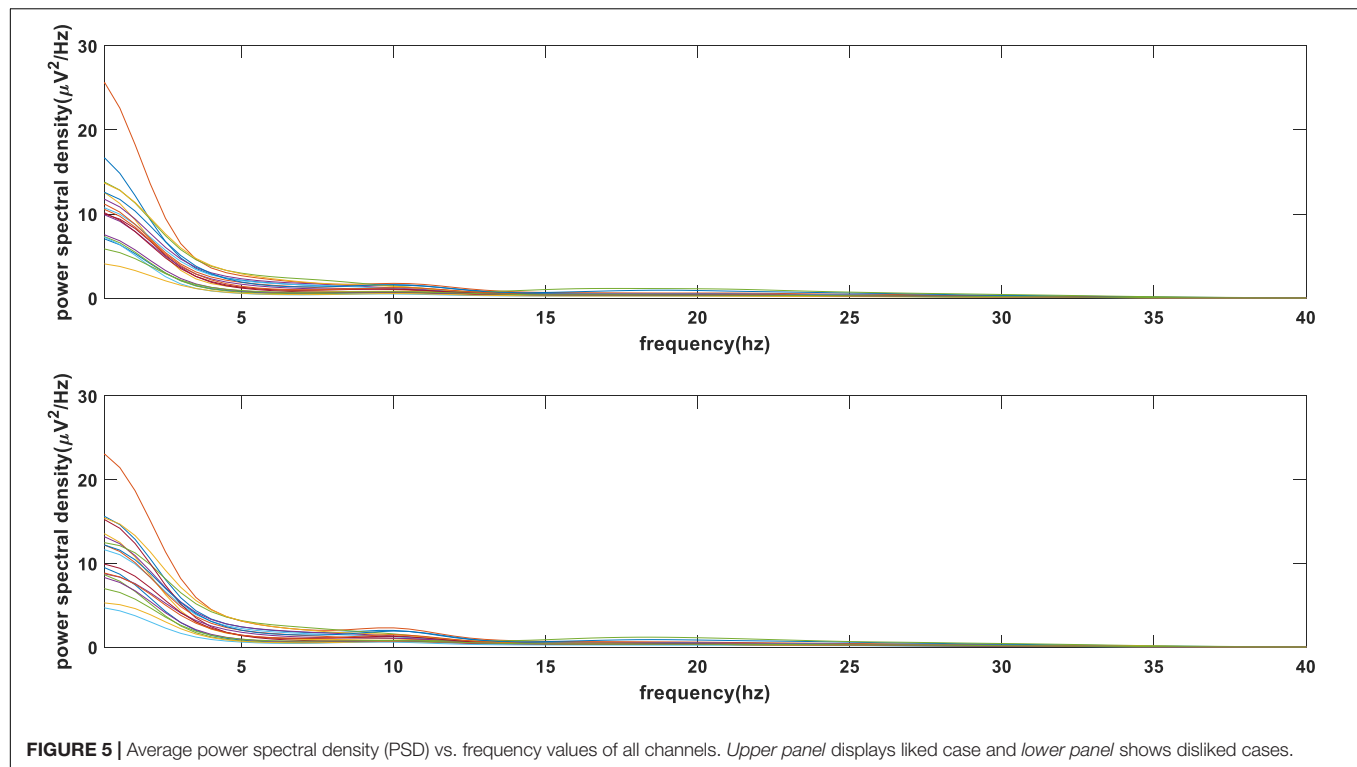 power spectral density(μV²/Hz)
30
20
10
0
5 10 15 20 25 30 35 40
frequency(hz)
power spectral density(μV²/Hz)
30
20
10
0
5 10 15 20 25 30 35 40
frequency(hz)
FIGURE 5 | Average power spectral density (PSD) vs. frequency values of all channels. Upper panel displays liked case and lower panel shows disliked cases.